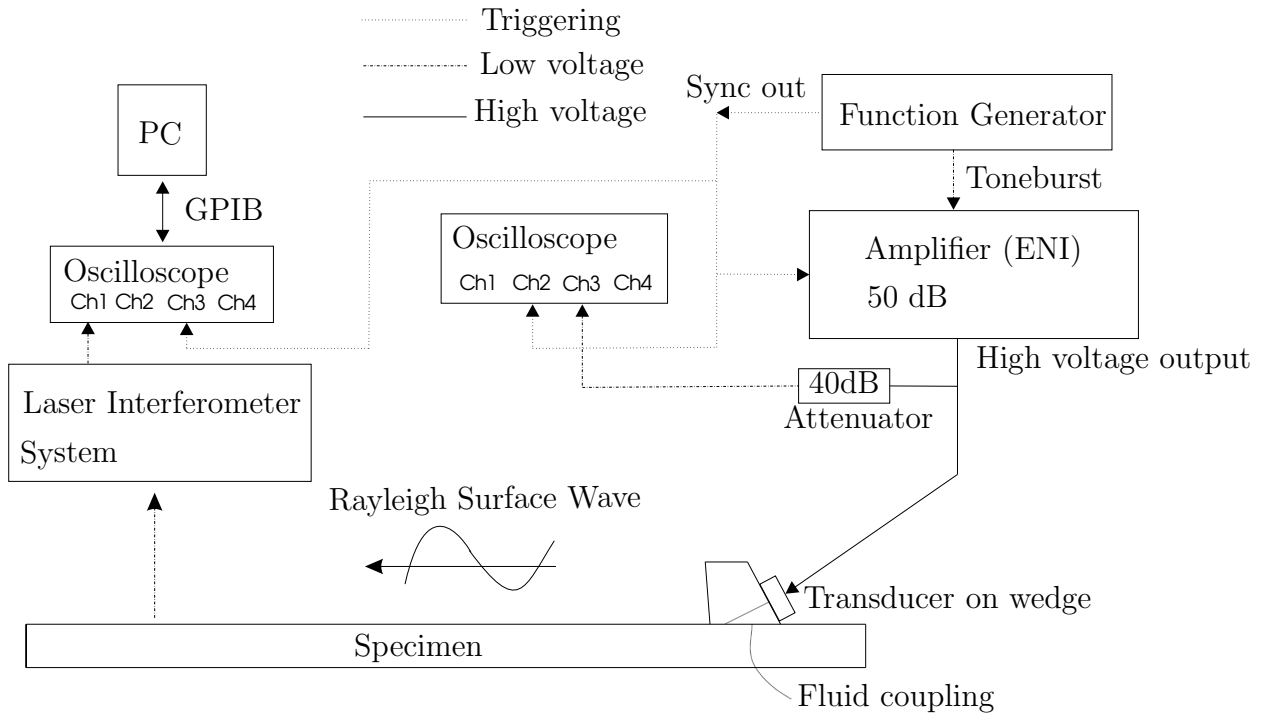 Triggering
Low voltage
High voltage
Sync out
Function Generator
PC
Toneburst
GPIB
Oscilloscope
Ch1 Ch2 Ch3 Ch4
Oscilloscope
Ch1 Ch2 Ch3 Ch4
Amplifier (ENI)
50 dB
High voltage output
40dB
Attenuator
Laser Interferometer
System
Rayleigh Surface Wave
Transducer on wedge
Specimen
Fluid coupling